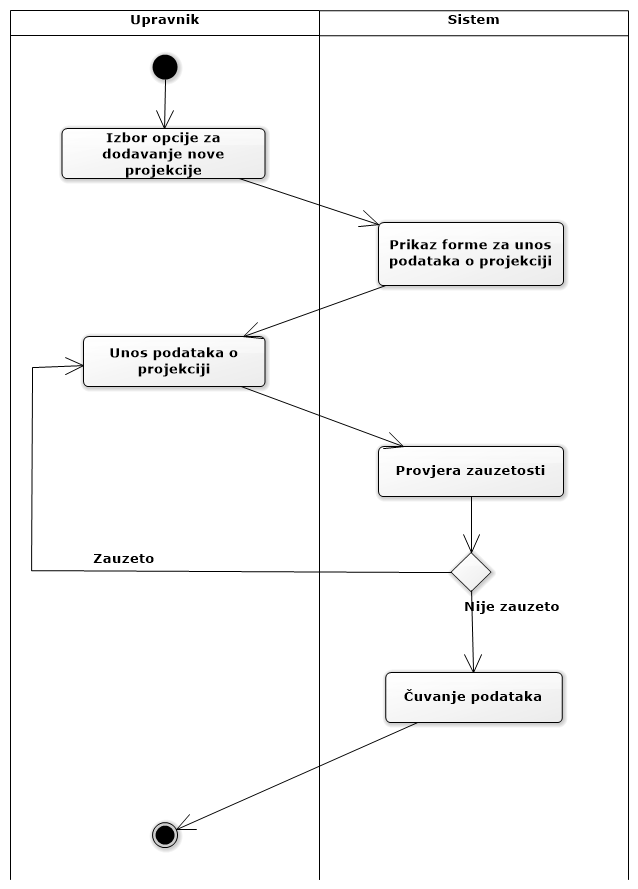 Upravnik
Sistem
Izbor opcije za
dodavanje nove
projekcije
Prikaz forme za unos
podataka o projekciji
Unos podataka o
projekciji
Provjera zauzetosti
Zauzeto
Nije zauzeto
Čuvanje podataka